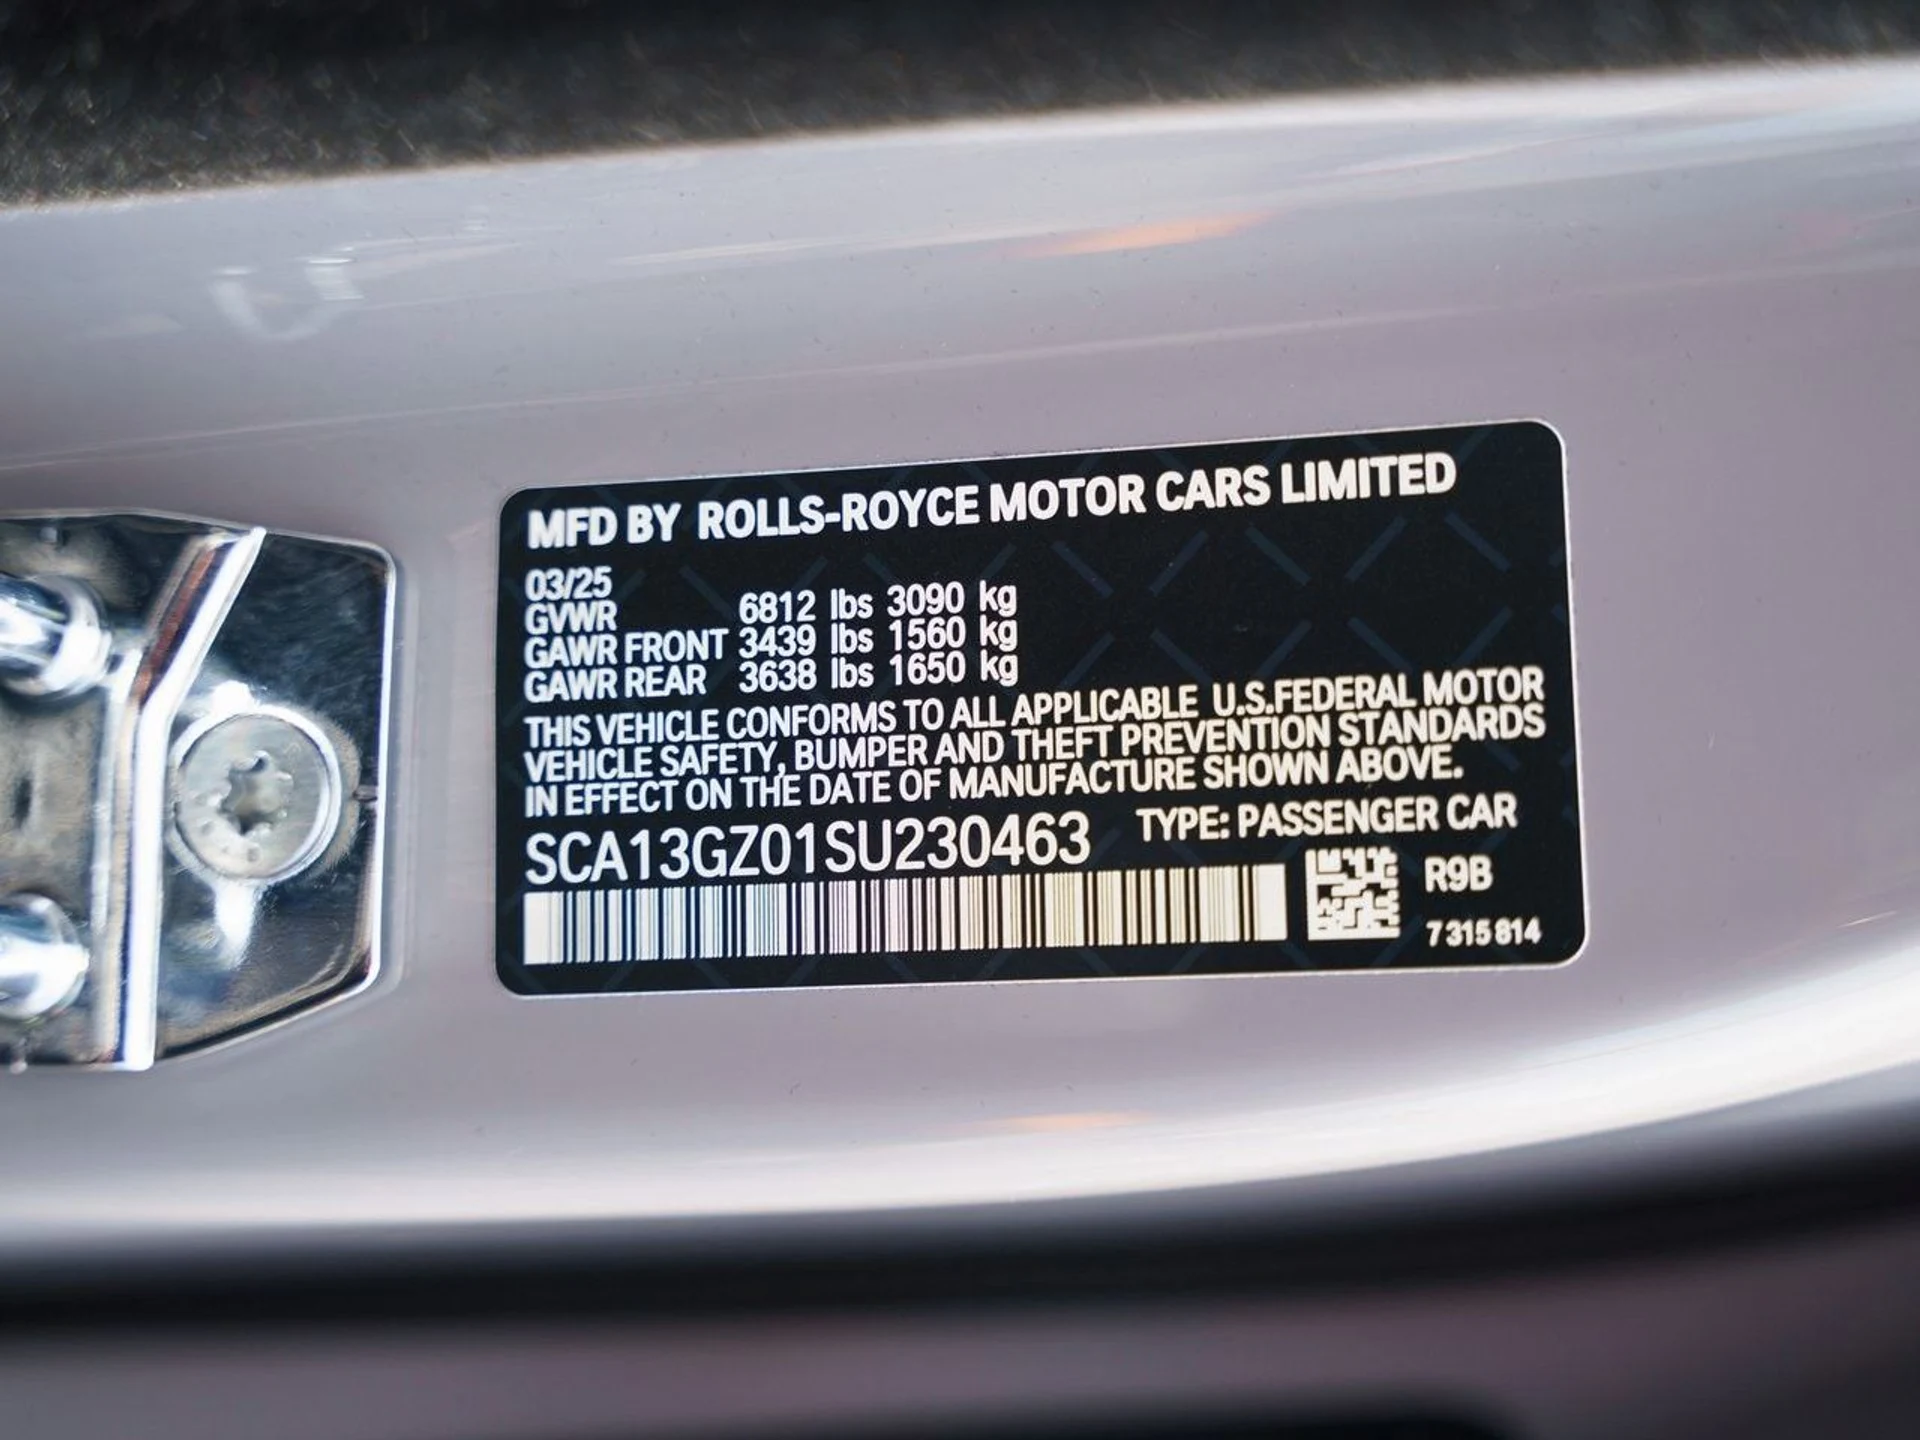 MFD BY ROLLS-ROYCE MOTOR CARS LIMITED
03/25
GVWR 6812 lbs 3090 kg
GAWR FRONT 3439 lbs 1560 kg
GAWR REAR 3638 lbs 1650 kg
THIS VEHICLE CONFORMS TO ALL APPLICABLE U.S.FEDERAL MOTOR
VEHICLE SAFETY, BUMPER AND THEFT PREVENTION STANDARDS
IN EFFECT ON THE DATE OF MANUFACTURE SHOWN ABOVE.
SCA13GZ01SU230463 TYPE: PASSENGER CAR
R9B
7 315 814